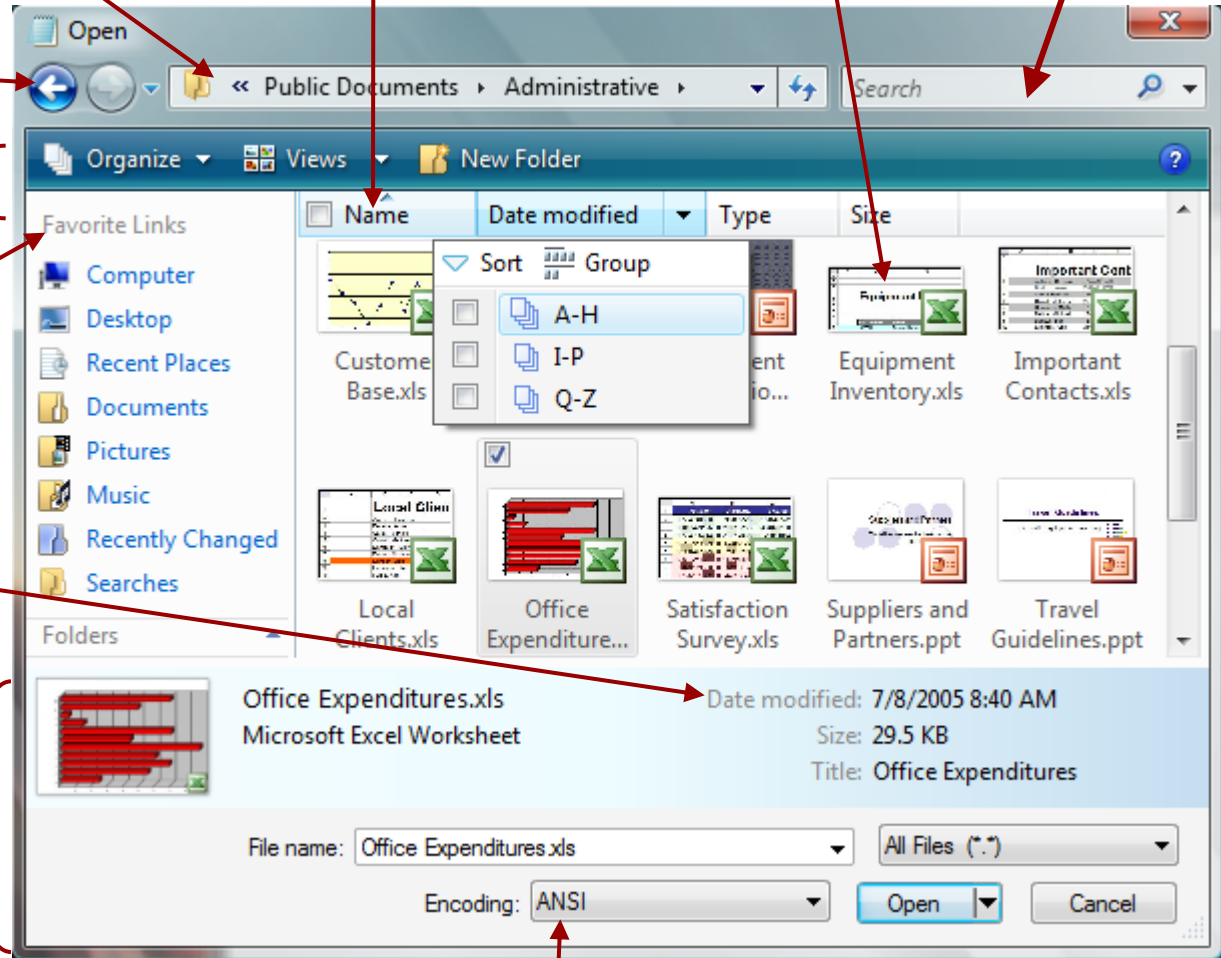 Open
« Public Documents Administrative
Search
Organize Views New Folder ?
Favorite Links
Name Date modified Type Size
Sort Group
A-H
I-P
Q-Z
Computer
Desktop
Recent Places
Documents
Pictures
Music
Recently Changed
Searches
Folders
Base.xls
Equipment
Inventory.xls
Important Cont
Important
Contacts.xls
Local Clien
Local
Clients.xls
Office
Expenditure...
Satisfaction
Survey.xls
Suppliers and
Partners.ppt
Travel
Guidelines.ppt
Office Expenditures.xls
Microsoft Excel Worksheet
Date modified: 7/8/2005 8:40 AM
Size: 29.5 KB
Title: Office Expenditures
File name: Office Expenditures.xls All Files (*.*)
Encoding: ANSI Open Cancel